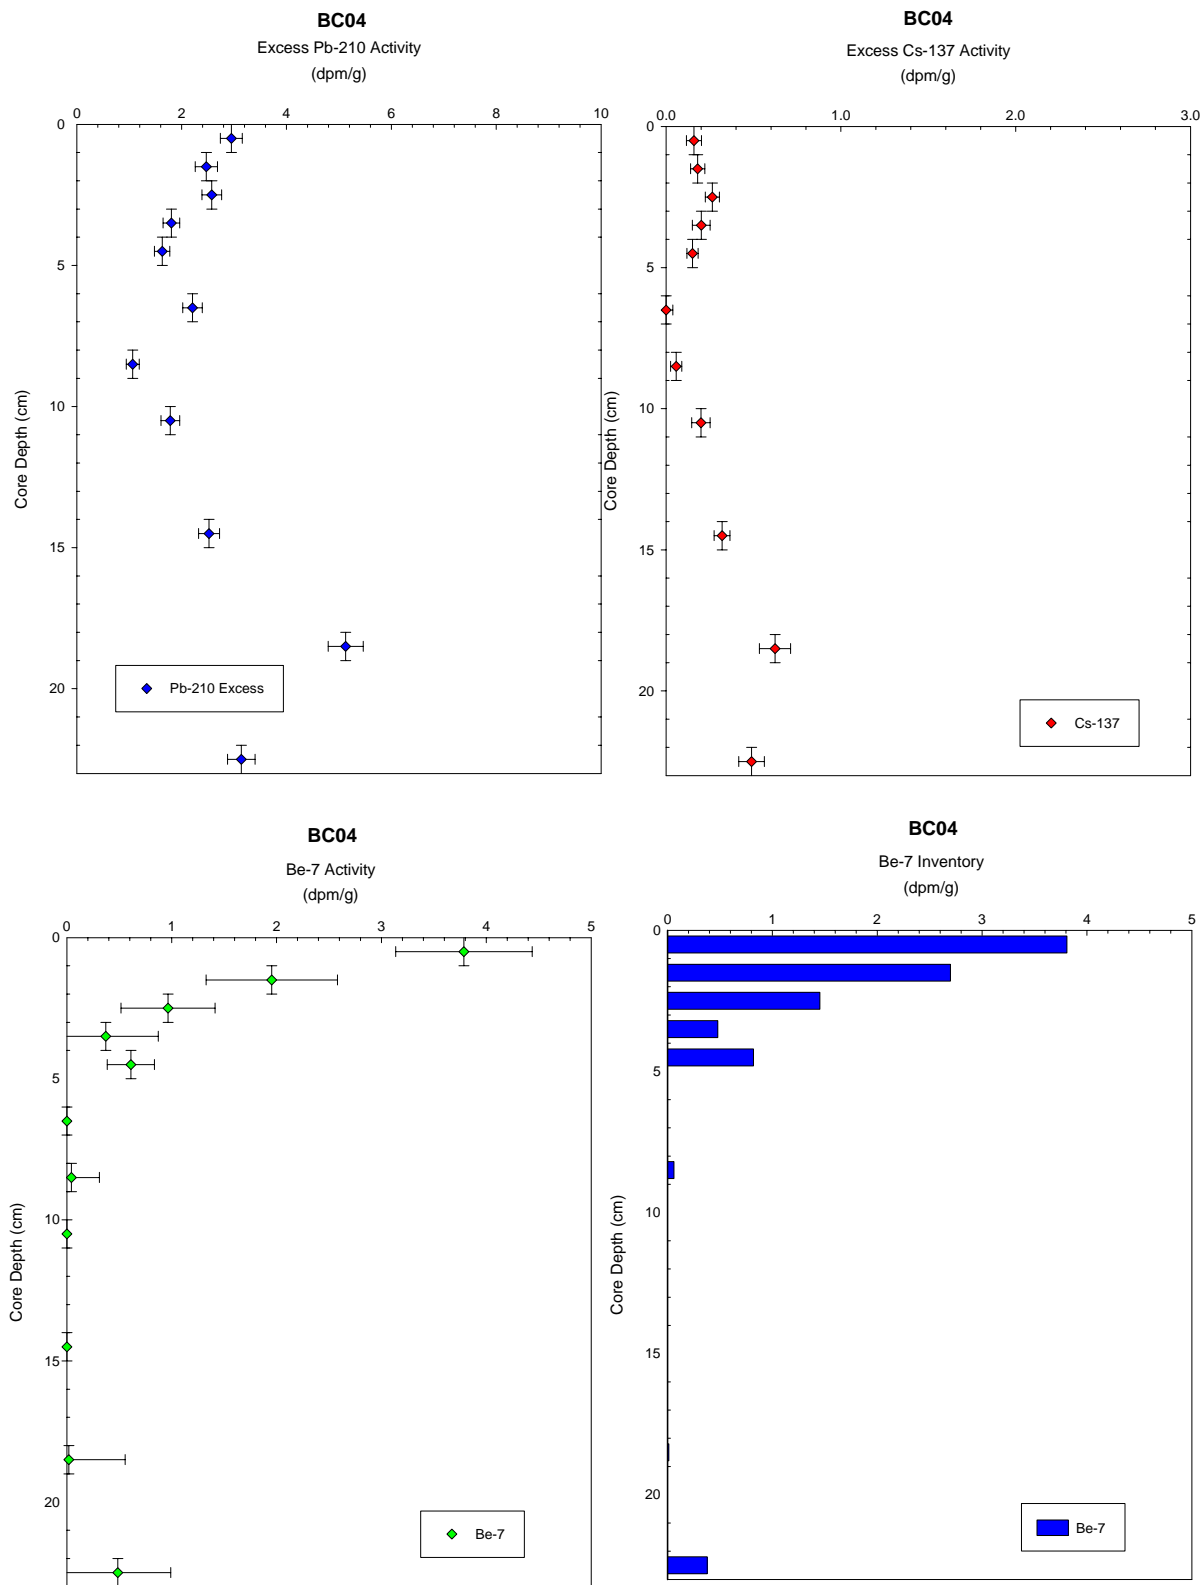 BC04
Excess Pb-210 Activity
(dpm/g)
0 2 4 6 8 10
0
5
10
15
20
Core Depth (cm)
Pb-210 Excess
BC04
Excess Cs-137 Activity
(dpm/g)
0.0 1.0 2.0 3.0
0
5
10
15
20
Core Depth (cm)
Cs-137
BC04
Be-7 Activity
(dpm/g)
0 1 2 3 4 5
0
5
10
15
20
Core Depth (cm)
Be-7
BC04
Be-7 Inventory
(dpm/g)
0 1 2 3 4 5
0
5
10
15
20
Core Depth (cm)
Be-7